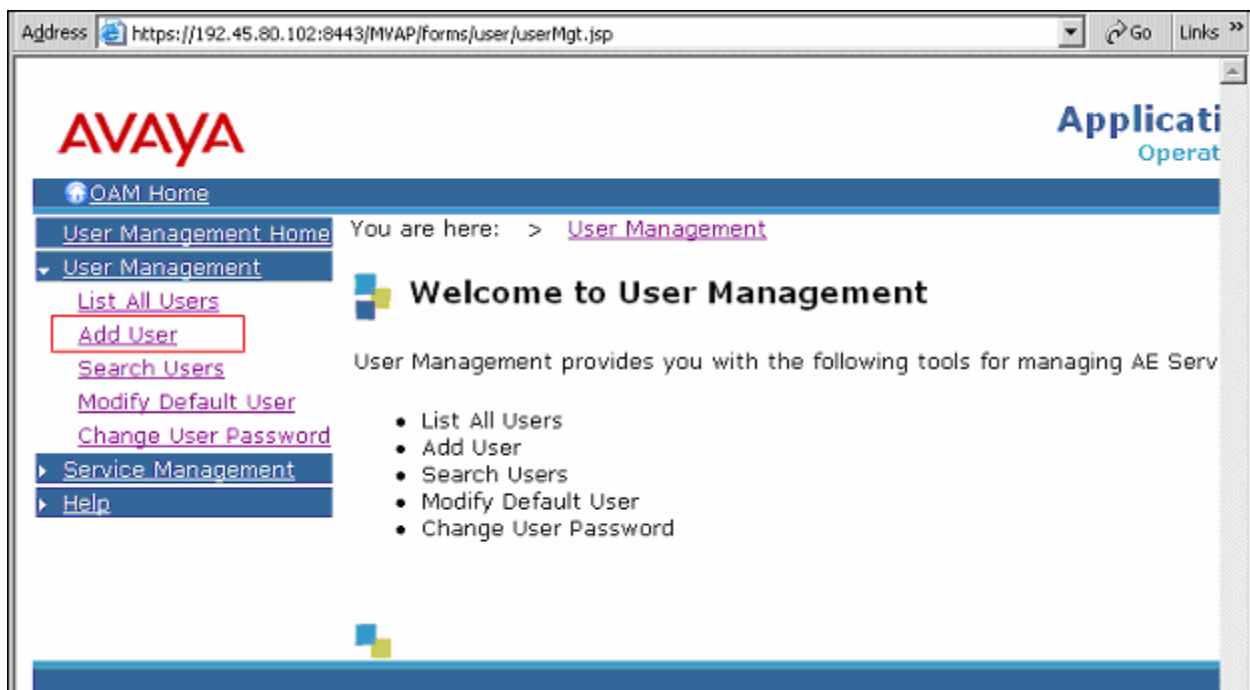 Address https://192.45.80.102:8443/MVAP/forms/user/userMgt.jsp Go Links »
AVAYA
Applicati
Operat
OAM Home
User Management Home
User Management
List All Users
Add User
Search Users
Modify Default User
Change User Password
Service Management
Help
You are here: > User Management
Welcome to User Management
User Management provides you with the following tools for managing AE Serv
• List All Users
• Add User
• Search Users
• Modify Default User
• Change User Password